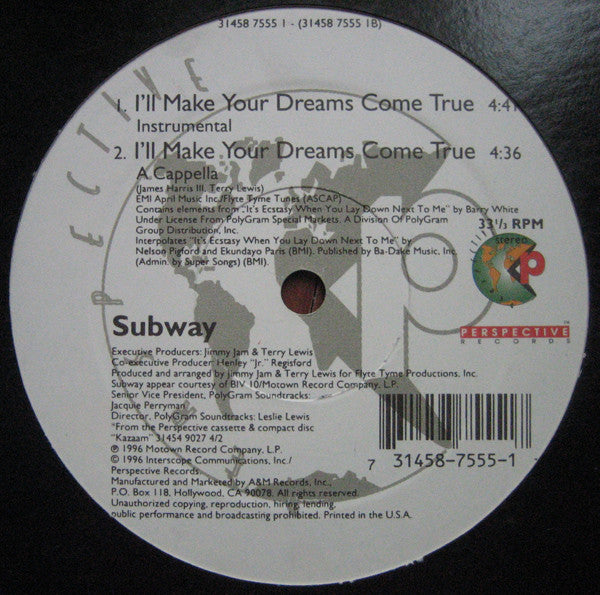 31458 7555 1 - (31458 7555 1B)
PERSPECTIVE
1. I'll Make Your Dreams Come True 4:41
Instrumental
2. I'll Make Your Dreams Come True 4:36
A Cappella
(James Harris III, Terry Lewis)
EMI April Music Inc./Flyte Tyme Tunes (ASCAP)
Contains elements from "It's Ecstasy When You Lay Down Next To Me" by Barry White
Under License From PolyGram Special Markets. A Division Of PolyGram
Group Distribution, Inc.
Interpolates "It's Ecstasy When You Lay Down Next To Me" by
Nelson Pigford and Ekundayo Paris (BMI). Published by Ba-Dake Music, Inc.
(Admin. by Super Songs) (BMI).
33 1/3 RPM
stereo
P
PERSPECTIVE
RECORDS
™
p
Subway
Executive Producers: Jimmy Jam & Terry Lewis
Co-executive Producer: Henley "Jr." Regisford
Produced and arranged by Jimmy Jam & Terry Lewis for Flyte Tyme Productions, Inc.
Subway appear courtesy of BIV 10/Motown Record Company, L.P.
Senior Vice President, PolyGram Soundtracks:
Jacquie Perryman
Director, PolyGram Soundtracks: Leslie Lewis
"From the Perspective cassette & compact disc
"Kazaam" 31454 9027 4/2
℗ 1996 Motown Record Company, L.P.
© 1996 Interscope Communications, Inc./
Perspective Records.
Manufactured and Marketed by A&M Records, Inc.,
P.O. Box 118, Hollywood, CA 90078. All rights reserved.
Unauthorized copying, reproduction, hiring, lending,
public performance and broadcasting prohibited. Printed in the U.S.A.
7 31458-7555-1